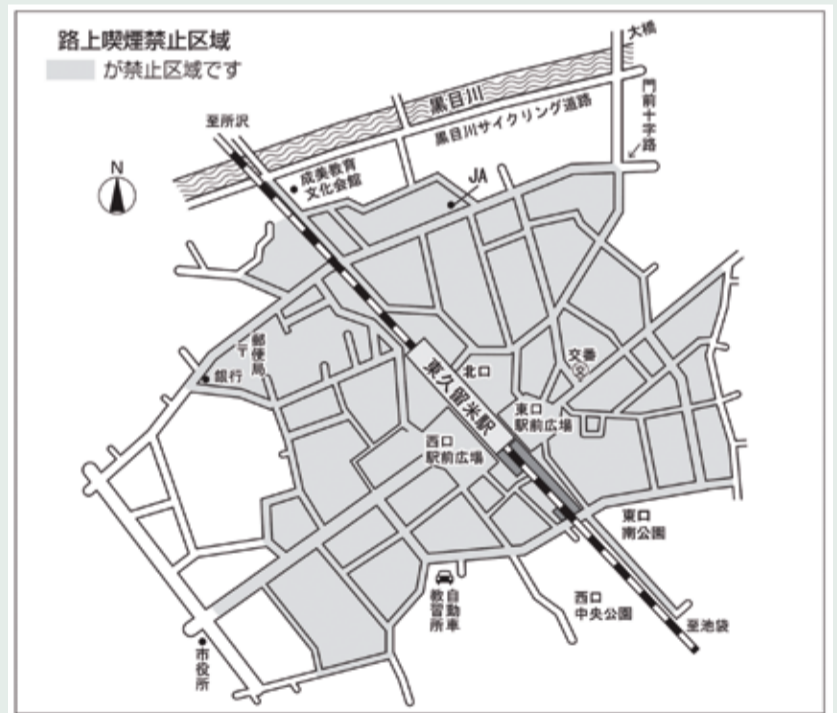 路上喫煙禁止区域
が禁止区域です
大橋
黒目川
門前十字路
黒目川サイクリング道路
至所沢
成美教育
文化会館
JA
N
郵便局
〒
銀行
交番
文
北口
東久留米駅
東口
駅前広場
西口
駅前広場
東口
南公園
自動車
教習所
西口
中央公園
至池袋
市役所